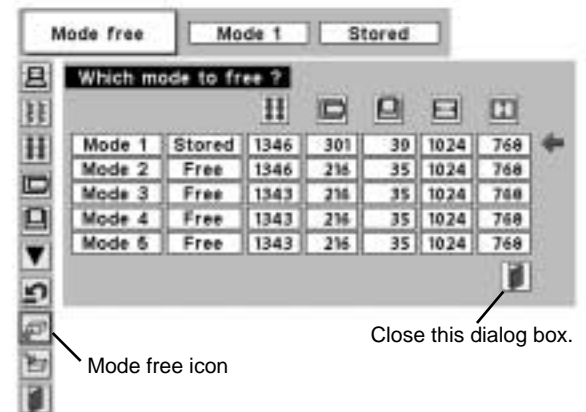 Mode free Mode 1 Stored
Which mode to free ?
Mode 1 Stored 1346 301 39 1024 768
Mode 2 Free 1346 216 35 1024 768
Mode 3 Free 1343 216 35 1024 768
Mode 4 Free 1343 216 35 1024 768
Mode 5 Free 1343 216 35 1024 768
Close this dialog box.
Mode free icon